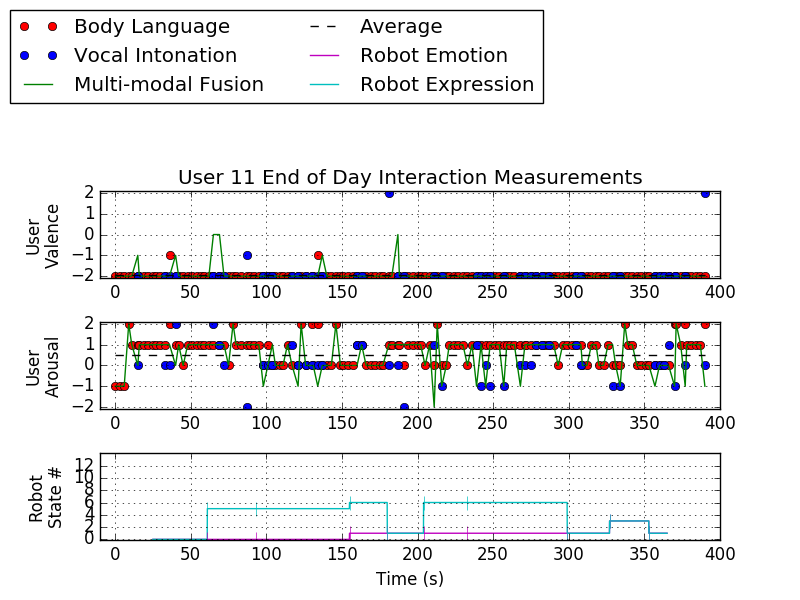 Body Language
Vocal Intonation
Multi-modal Fusion
Average
Robot Emotion
Robot Expression
User 11 End of Day Interaction Measurements
User
Valence
2
1
0
−1
−2
0 50 100 150 200 250 300 350 400
User
Arousal
2
1
0
−1
−2
0 50 100 150 200 250 300 350 400
Robot
State #
12
10
8
6
4
2
0
0 50 100 150 200 250 300 350 400
Time (s)